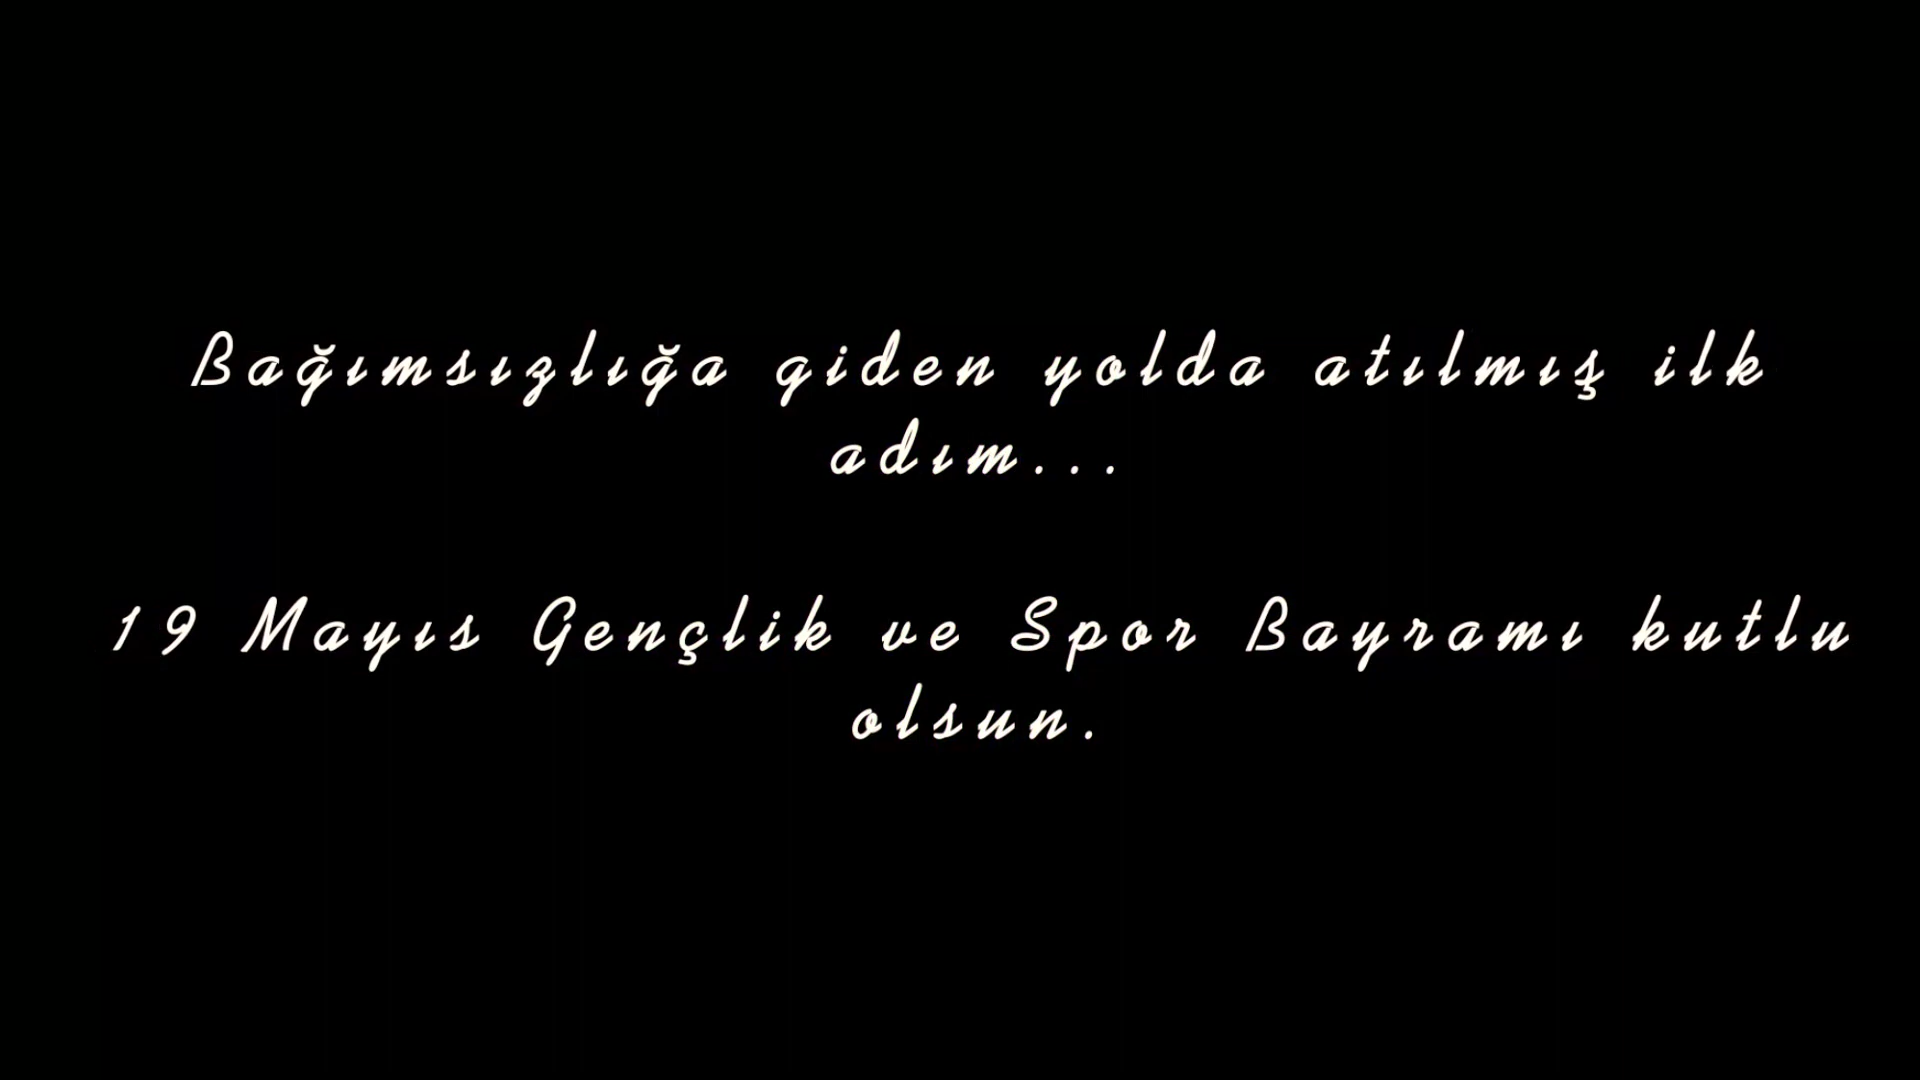 Bağımsızlığa giden yolda atılmış ilk
adım...
19 Mayıs Gençlik ve Spor Bayramı kutlu
olsun.